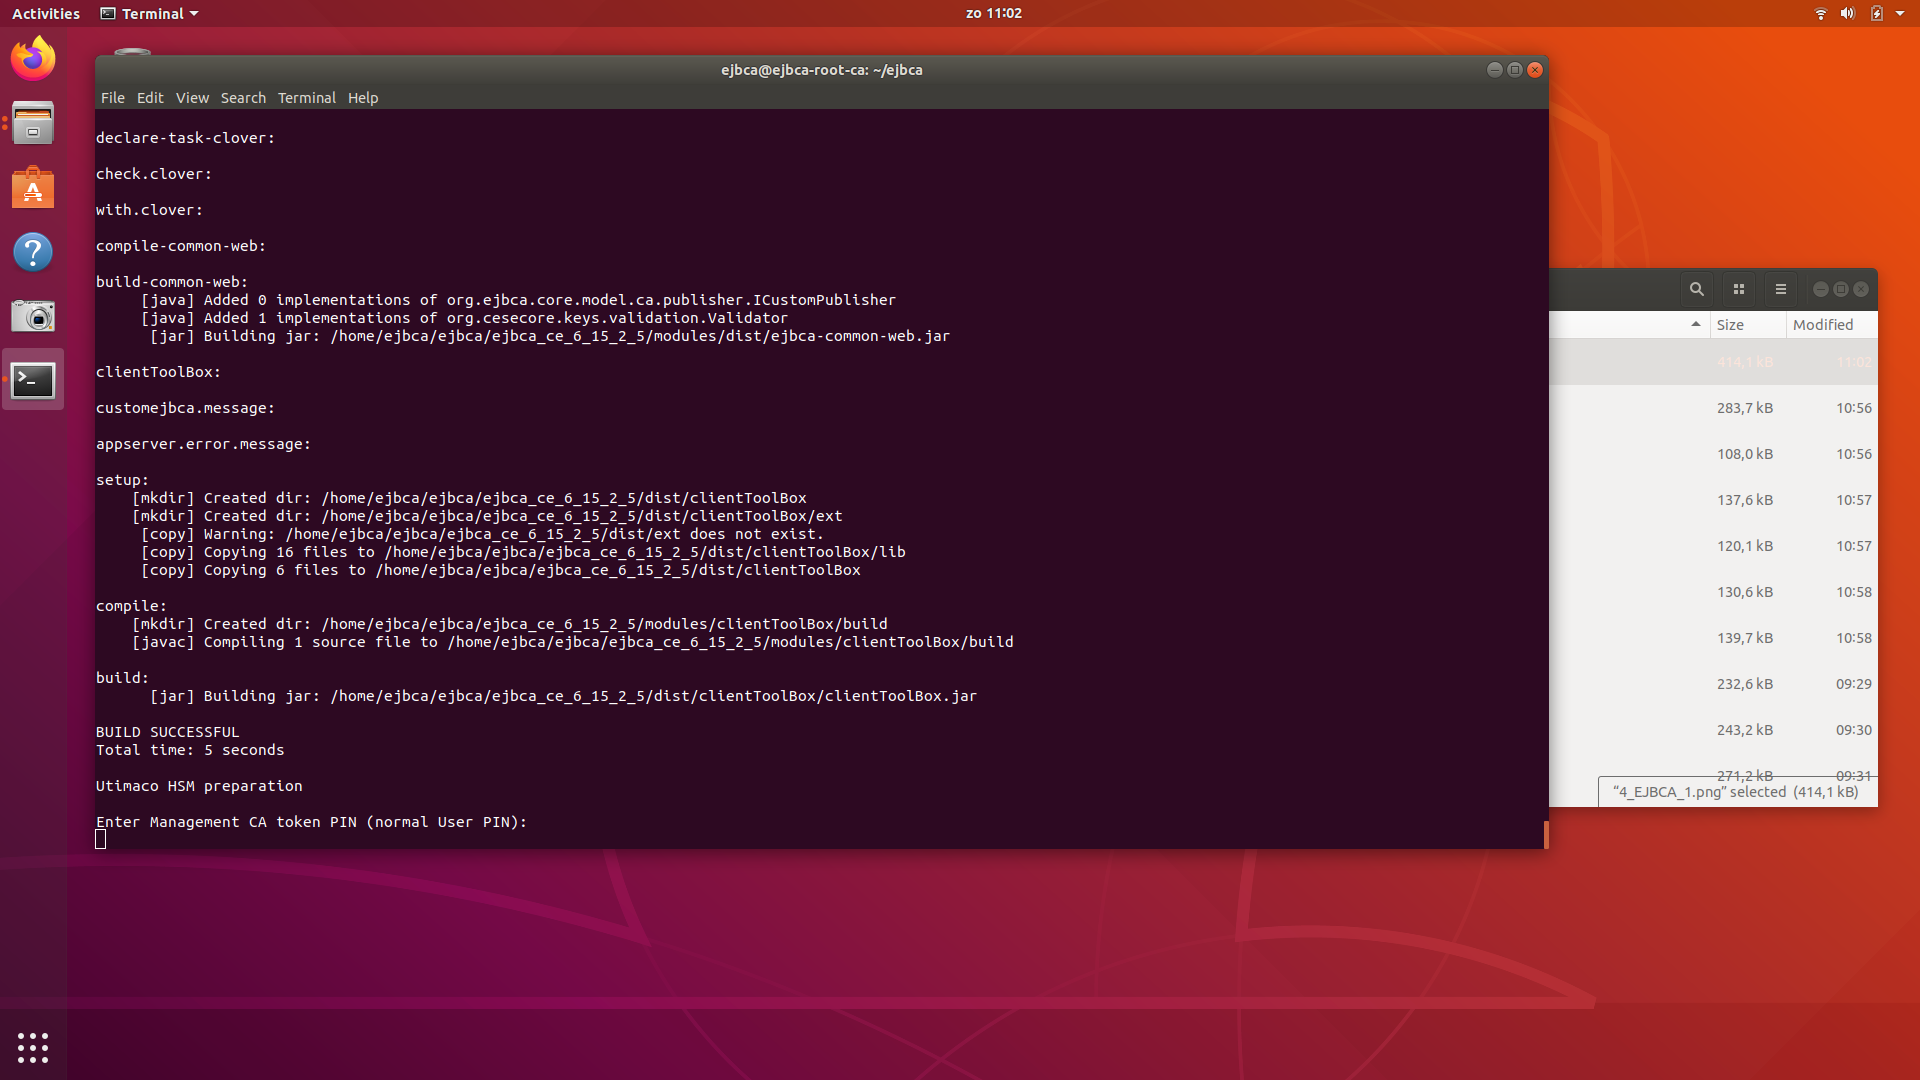 Activities
Terminal
zo 11:02
ejbca@ejbca-root-ca: ~/ejbca
File Edit View Search Terminal Help
declare-task-clover:
check.clover:
with.clover:
compile-common-web:
build-common-web:
[java] Added 0 implementations of org.ejbca.core.model.ca.publisher.ICustomPublisher
[java] Added 1 implementations of org.cesecore.keys.validation.Validator
[jar] Building jar: /home/ejbca/ejbca/ejbca_ce_6_15_2_5/modules/dist/ejbca-common-web.jar
clientToolBox:
customejbca.message:
appserver.error.message:
setup:
[mkdir] Created dir: /home/ejbca/ejbca/ejbca_ce_6_15_2_5/dist/clientToolBox
[mkdir] Created dir: /home/ejbca/ejbca/ejbca_ce_6_15_2_5/dist/clientToolBox/ext
[copy] Warning: /home/ejbca/ejbca/ejbca_ce_6_15_2_5/dist/ext does not exist.
[copy] Copying 16 files to /home/ejbca/ejbca/ejbca_ce_6_15_2_5/dist/clientToolBox/lib
[copy] Copying 6 files to /home/ejbca/ejbca/ejbca_ce_6_15_2_5/dist/clientToolBox
compile:
[mkdir] Created dir: /home/ejbca/ejbca/ejbca_ce_6_15_2_5/modules/clientToolBox/build
[javac] Compiling 1 source file to /home/ejbca/ejbca/ejbca_ce_6_15_2_5/modules/clientToolBox/build
build:
[jar] Building jar: /home/ejbca/ejbca/ejbca_ce_6_15_2_5/dist/clientToolBox/clientToolBox.jar
BUILD SUCCESSFUL
Total time: 5 seconds
Utimaco HSM preparation
Enter Management CA token PIN (normal User PIN):
Size Modified
414,1 kB 11:02
283,7 kB 10:56
108,0 kB 10:56
137,6 kB 10:57
120,1 kB 10:57
130,6 kB 10:58
139,7 kB 10:58
232,6 kB 09:29
243,2 kB 09:30
271,2 kB 09:31
“4_EJBCA_1.png” selected (414,1 kB)